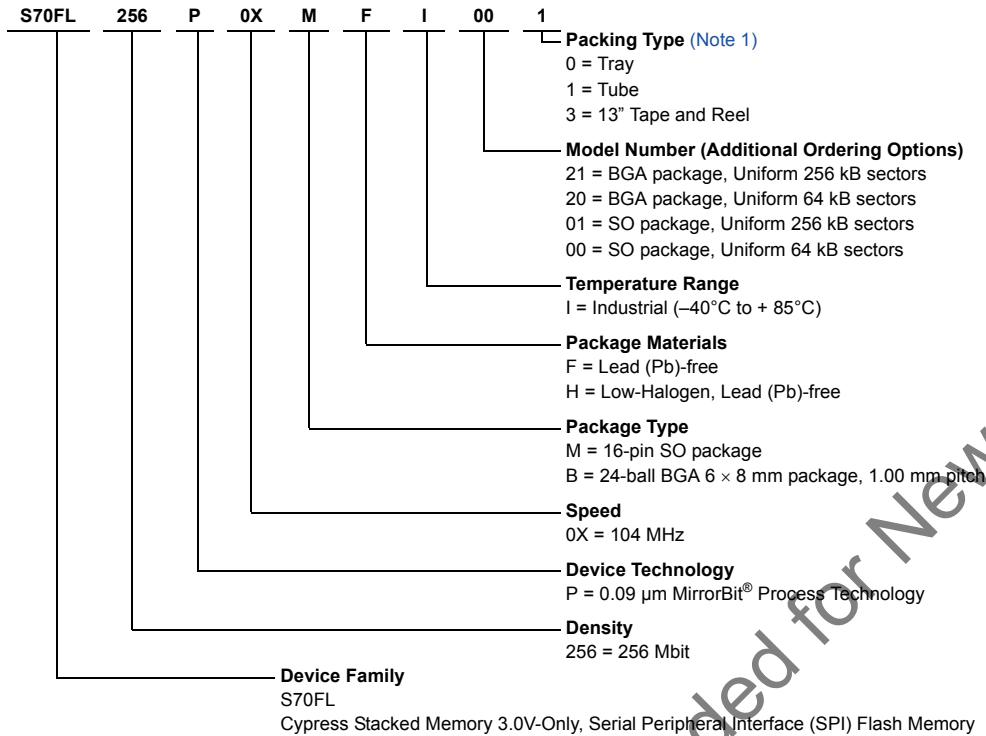 S70FL 256 P 0X M F I 00 1
Packing Type (Note 1)
0 = Tray
1 = Tube
3 = 13” Tape and Reel
Model Number (Additional Ordering Options)
21 = BGA package, Uniform 256 kB sectors
20 = BGA package, Uniform 64 kB sectors
01 = SO package, Uniform 256 kB sectors
00 = SO package, Uniform 64 kB sectors
Temperature Range
I = Industrial (–40°C to + 85°C)
Package Materials
F = Lead (Pb)-free
H = Low-Halogen, Lead (Pb)-free
Package Type
M = 16-pin SO package
B = 24-ball BGA 6 × 8 mm package, 1.00 mm pitch
Speed
0X = 104 MHz
Device Technology
P = 0.09 µm MirrorBit® Process Technology
Density
256 = 256 Mbit
Device Family
S70FL
Cypress Stacked Memory 3.0V-Only, Serial Peripheral Interface (SPI) Flash Memory
ded for New